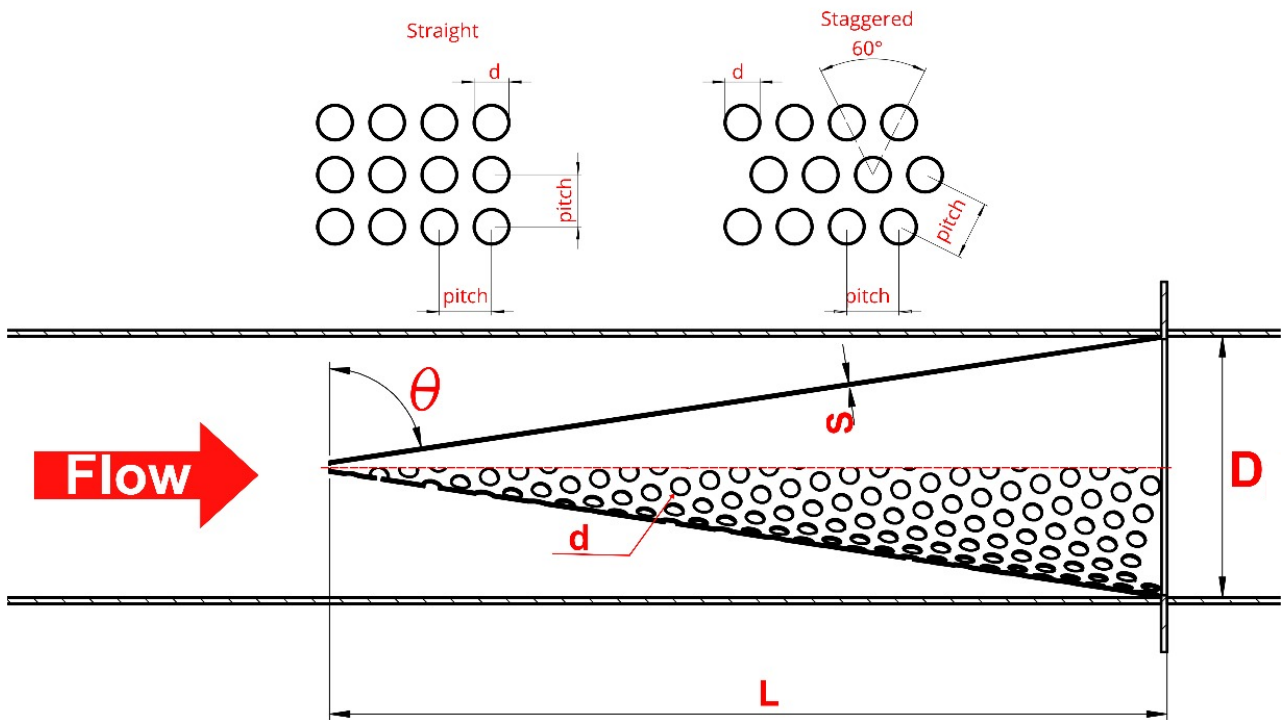 Straight
Staggered
60°
d
d
pitch
pitch
pitch
pitch
θ
S
Flow
D
d
L